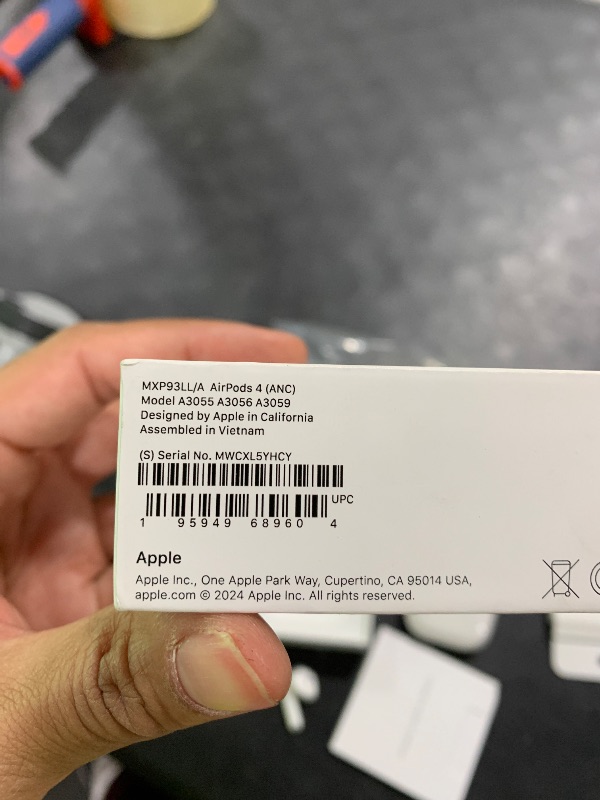 MXP93LL/A AirPods 4 (ANC)
Model A3055 A3056 A3059
Designed by Apple in California
Assembled in Vietnam
(S) Serial No. MWCXL5YHCY
UPC
1 95949 68960 4
Apple
Apple Inc., One Apple Park Way, Cupertino, CA 95014 USA,
apple.com © 2024 Apple Inc. All rights reserved.